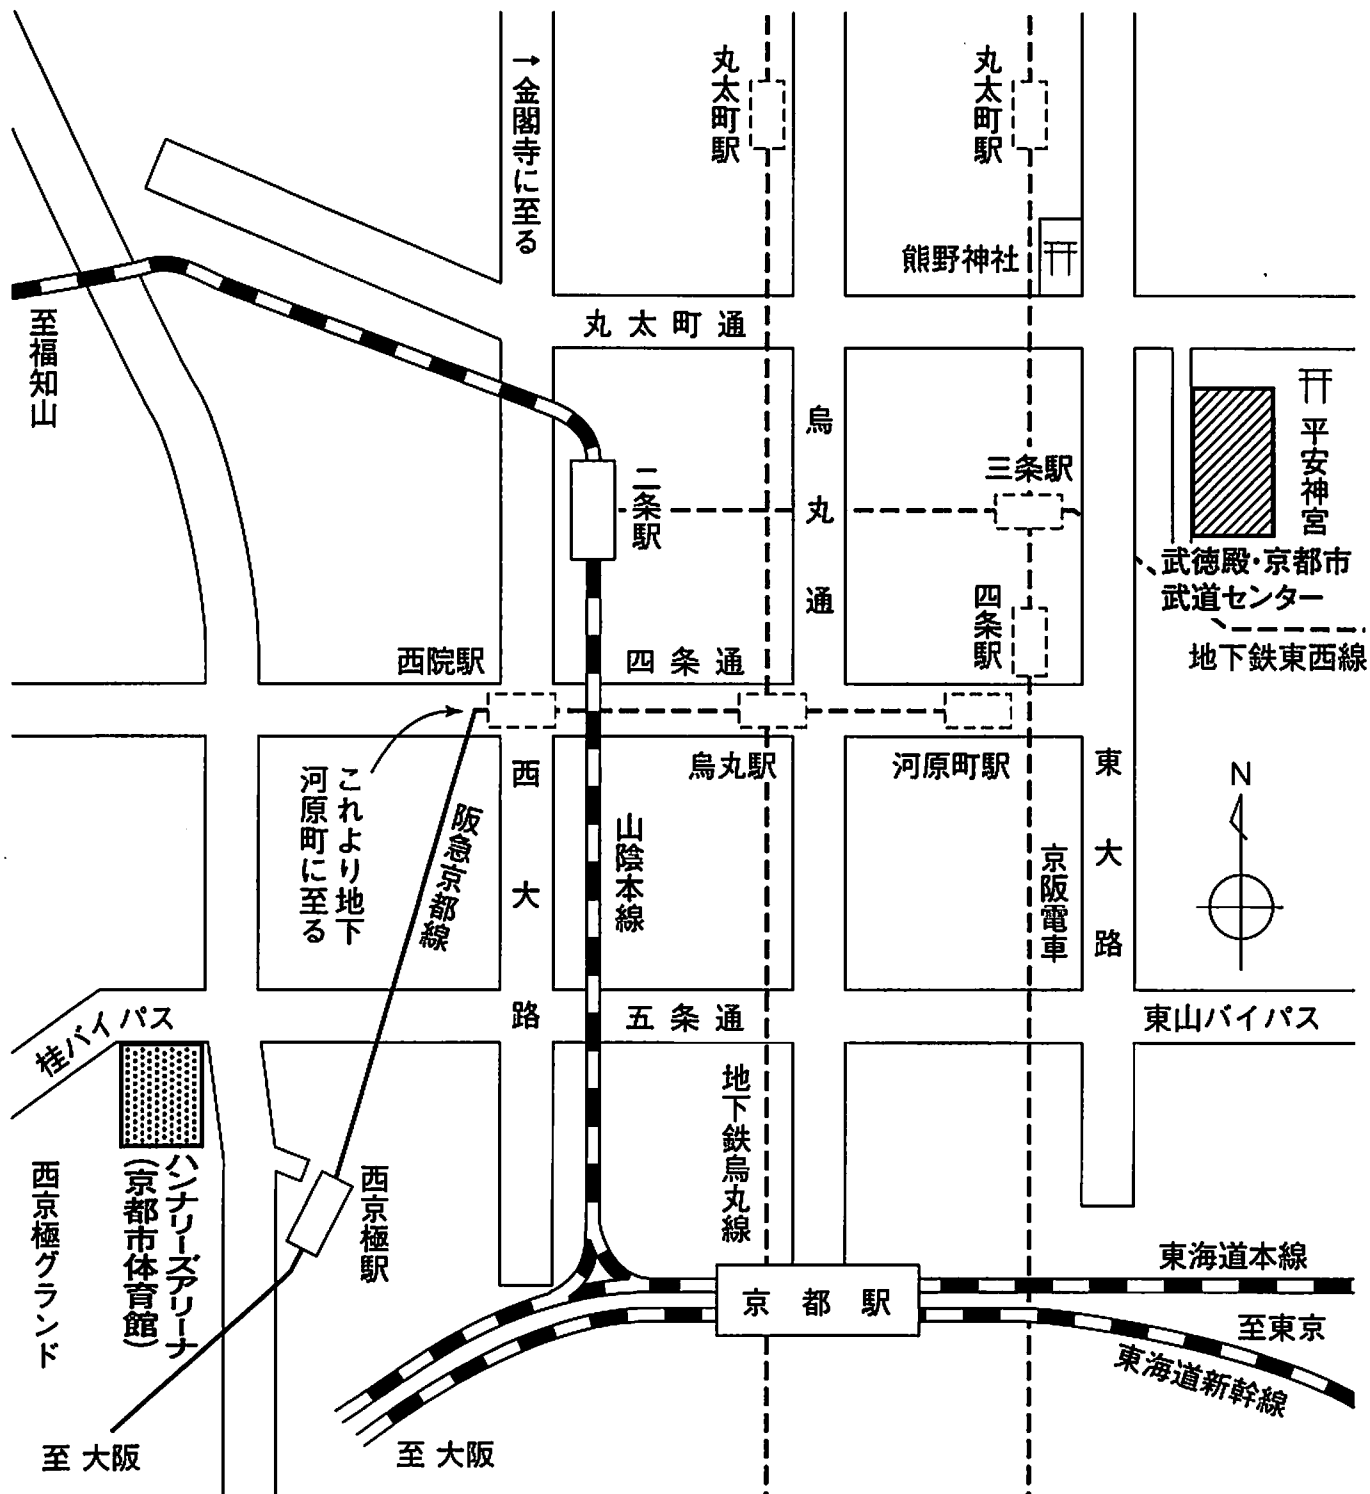 →金閣寺に至る
丸太町駅
丸太町駅
熊野神社
丸太町通
至福知山
烏丸通
三条駅
二条駅
平安神宮
武徳殿・京都市
武道センター
地下鉄東西線
四条駅
西院駅
四条通
烏丸駅
河原町駅
これより地下
河原町に至る
阪急京都線
西大路
山陰本線
京阪電車
東大路
N
桂バイパス
五条通
東山バイパス
地下鉄烏丸線
西京極グランド
ハンナリーズアリーナ
(京都市体育館)
西京極駅
京都駅
東海道本線
至東京
東海道新幹線
至 大阪
至 大阪